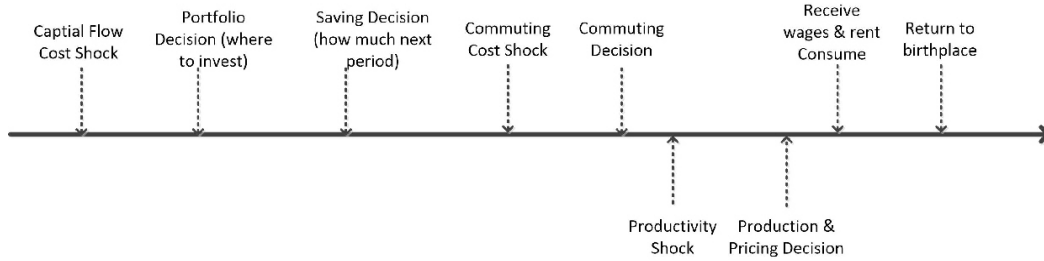 Captial Flow
Cost Shock
Portfolio
Decision (where
to invest)
Saving Decision
(how much next
period)
Commuting
Cost Shock
Commuting
Decision
Receive
wages & rent
Consume
Return to
birthplace
Productivity
Shock
Production &
Pricing Decision